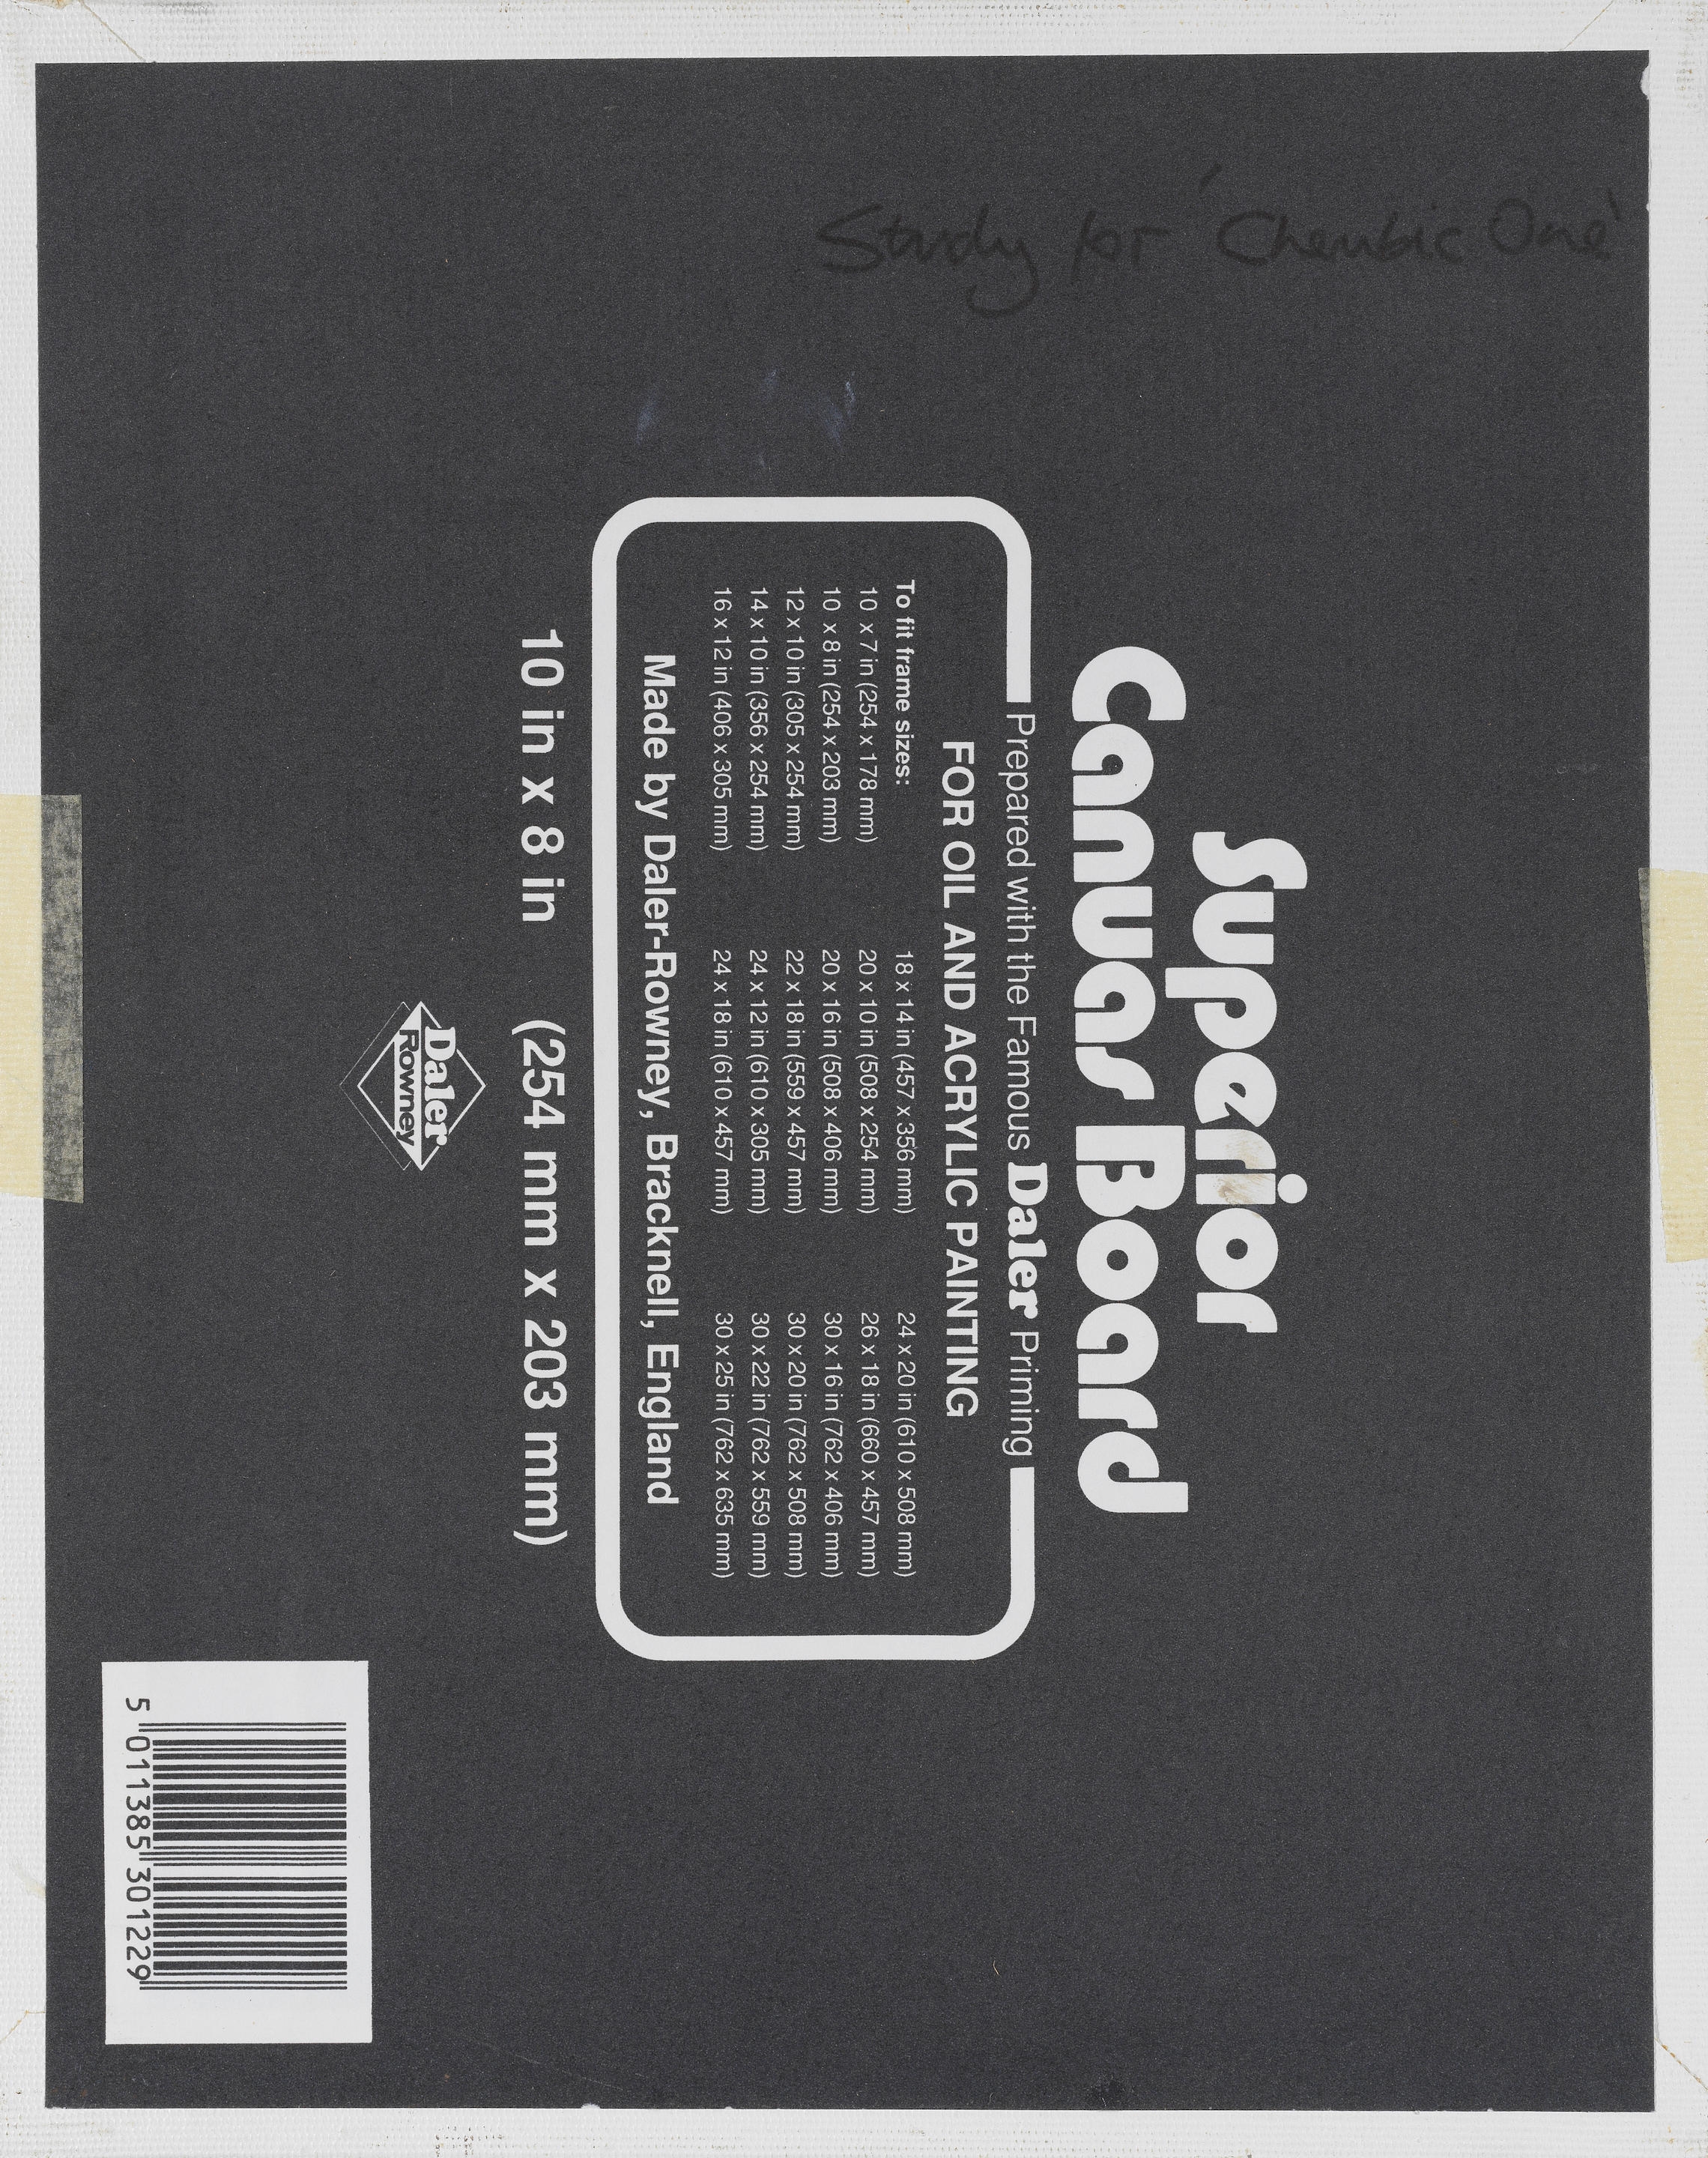 Study for 'Cherubic One'
Superior
Canvas Board
Prepared with the Famous Daler Priming
FOR OIL AND ACRYLIC PAINTING
To fit frame sizes:
10 x 7 in (254 x 178 mm)
10 x 8 in (254 x 203 mm)
12 x 10 in (305 x 254 mm)
14 x 10 in (356 x 254 mm)
16 x 12 in (406 x 305 mm)
18 x 14 in (457 x 356 mm)
20 x 10 in (508 x 254 mm)
20 x 16 in (508 x 406 mm)
22 x 18 in (559 x 457 mm)
24 x 12 in (610 x 305 mm)
24 x 18 in (610 x 457 mm)
24 x 20 in (610 x 508 mm)
26 x 18 in (660 x 457 mm)
30 x 16 in (762 x 406 mm)
30 x 20 in (762 x 508 mm)
30 x 22 in (762 x 559 mm)
30 x 25 in (762 x 635 mm)
Made by Daler-Rowney, Bracknell, England
10 in x 8 in (254 mm x 203 mm)
Daler
Rowney
5 011385 301229